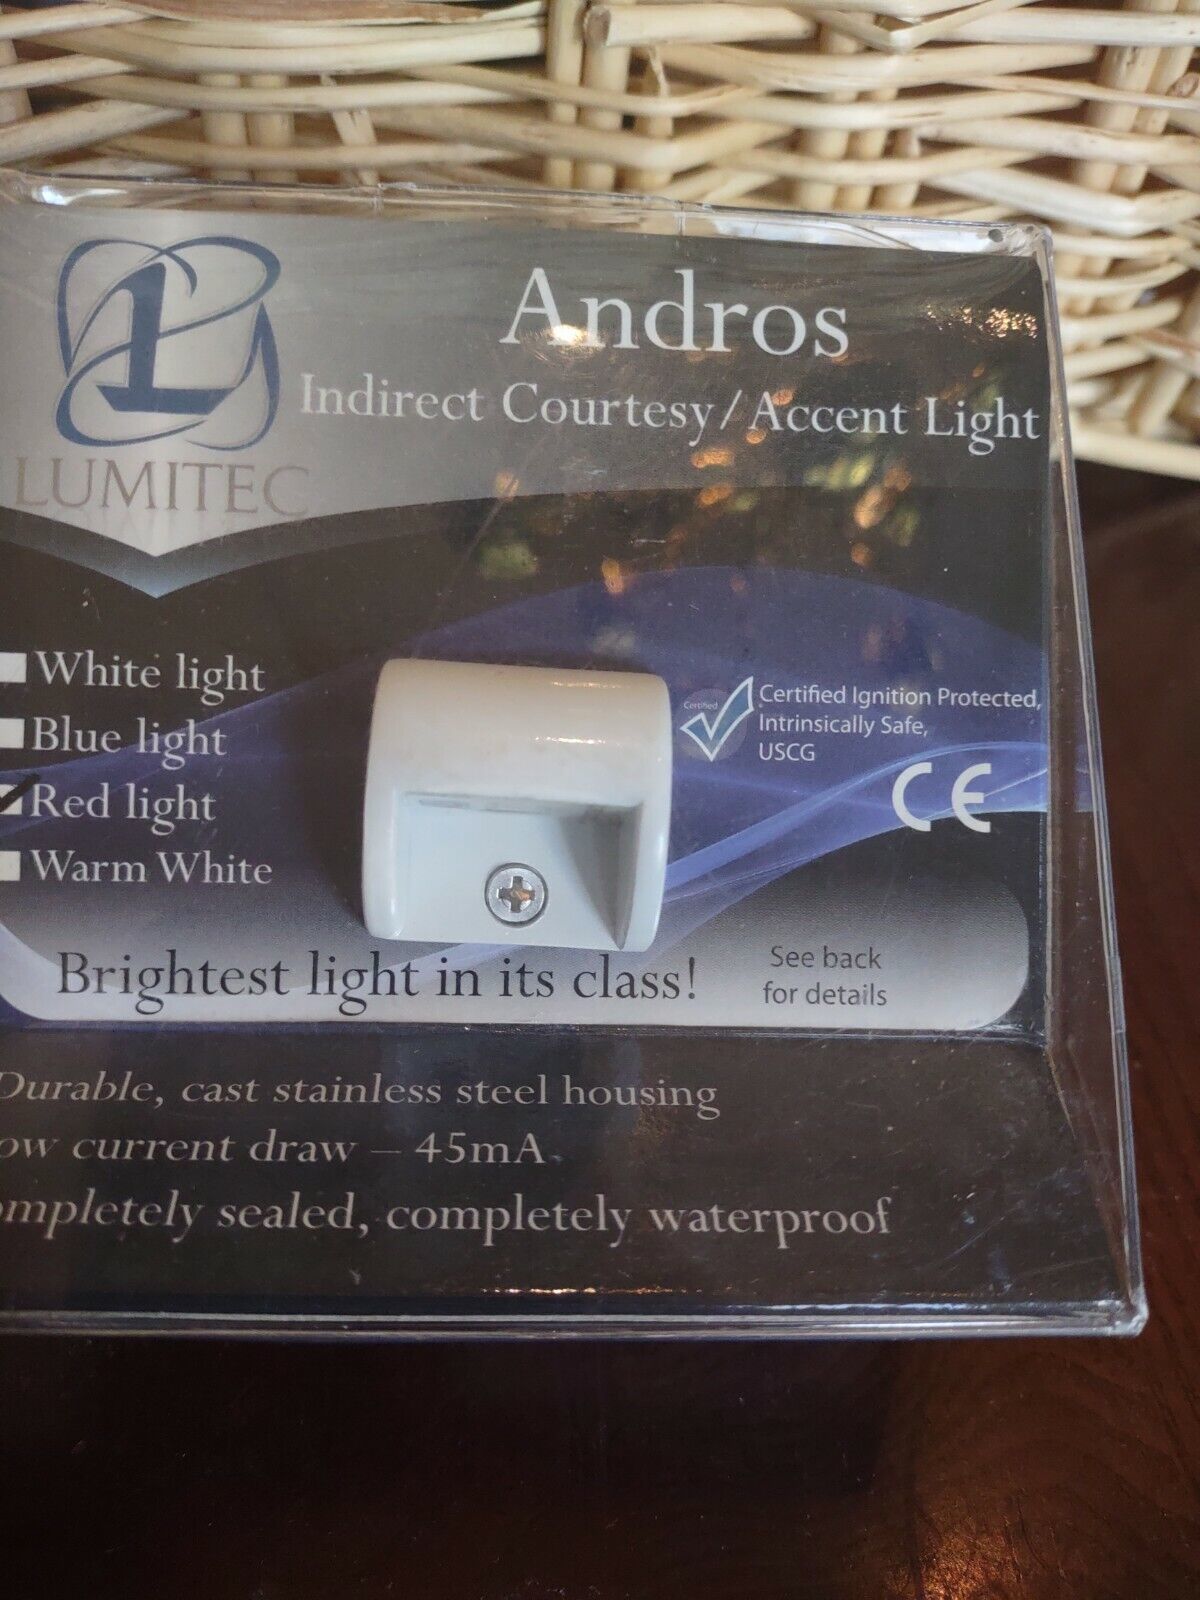 Andros
Indirect Courtesy/Accent Light
L
LUMITEC
White light
Blue light
Red light
Warm White
Certified
Certified Ignition Protected,
Intrinsically Safe,
USCG
CE
Brightest light in its class!
See back
for details
Durable, cast stainless steel housing
ow current draw – 45mA
ompletely sealed, completely waterproof